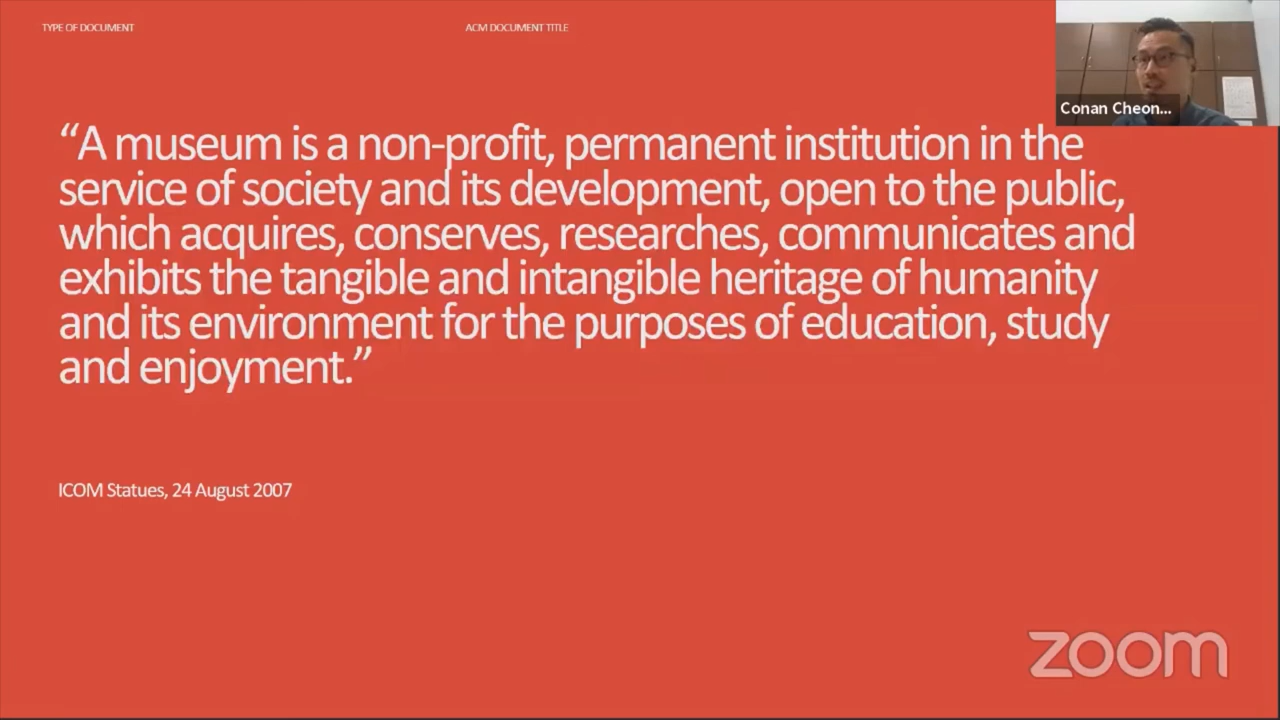 TYPE OF DOCUMENT
ACM DOCUMENT TITLE
Conan Cheon...
“A museum is a non-profit, permanent institution in the
service of society and its development, open to the public,
which acquires, conserves, researches, communicates and
exhibits the tangible and intangible heritage of humanity
and its environment for the purposes of education, study
and enjoyment.”
ICOM Statues, 24 August 2007
zoom